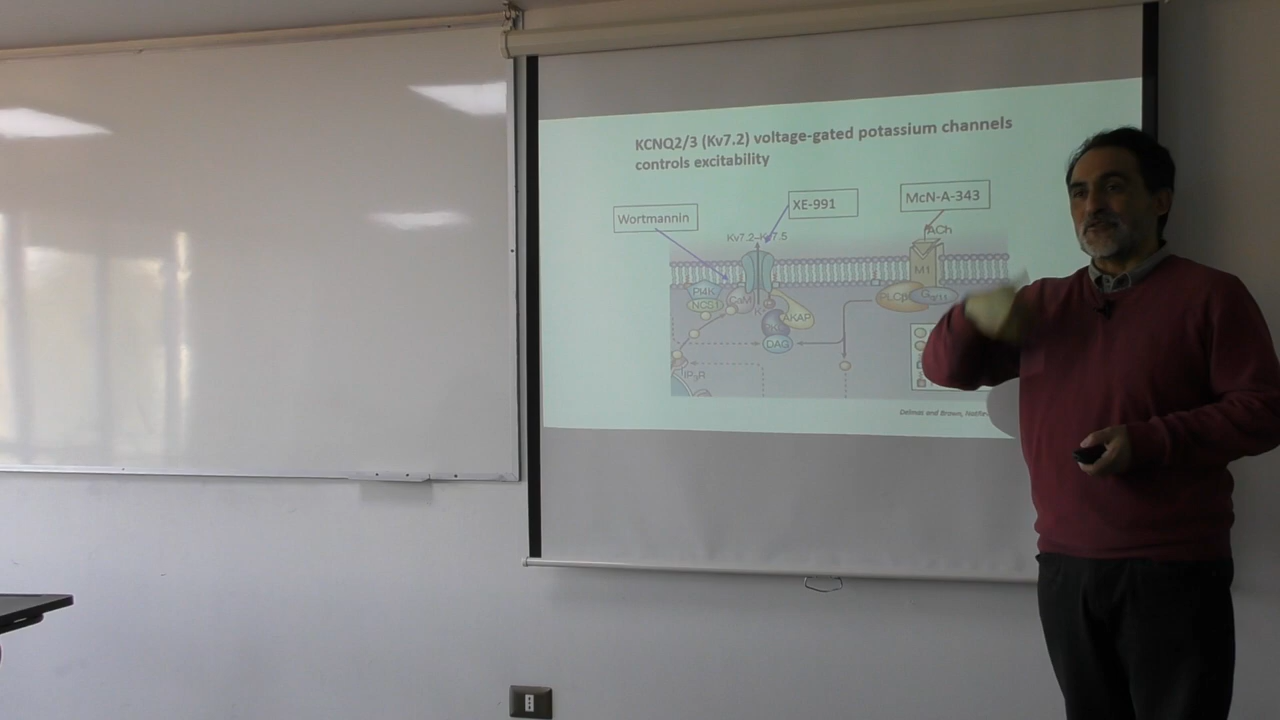 KCNQ2/3 (Kv7.2) voltage-gated potassium channels
controls excitability
Wortmannin
XE-991
McN-A-343
Kv7.2–Kv7.5
ACh
M1
PI4K
NCS1
CaM
K+
AKAP
PLCβ
DAG
IP3R
Delmas and Brown,